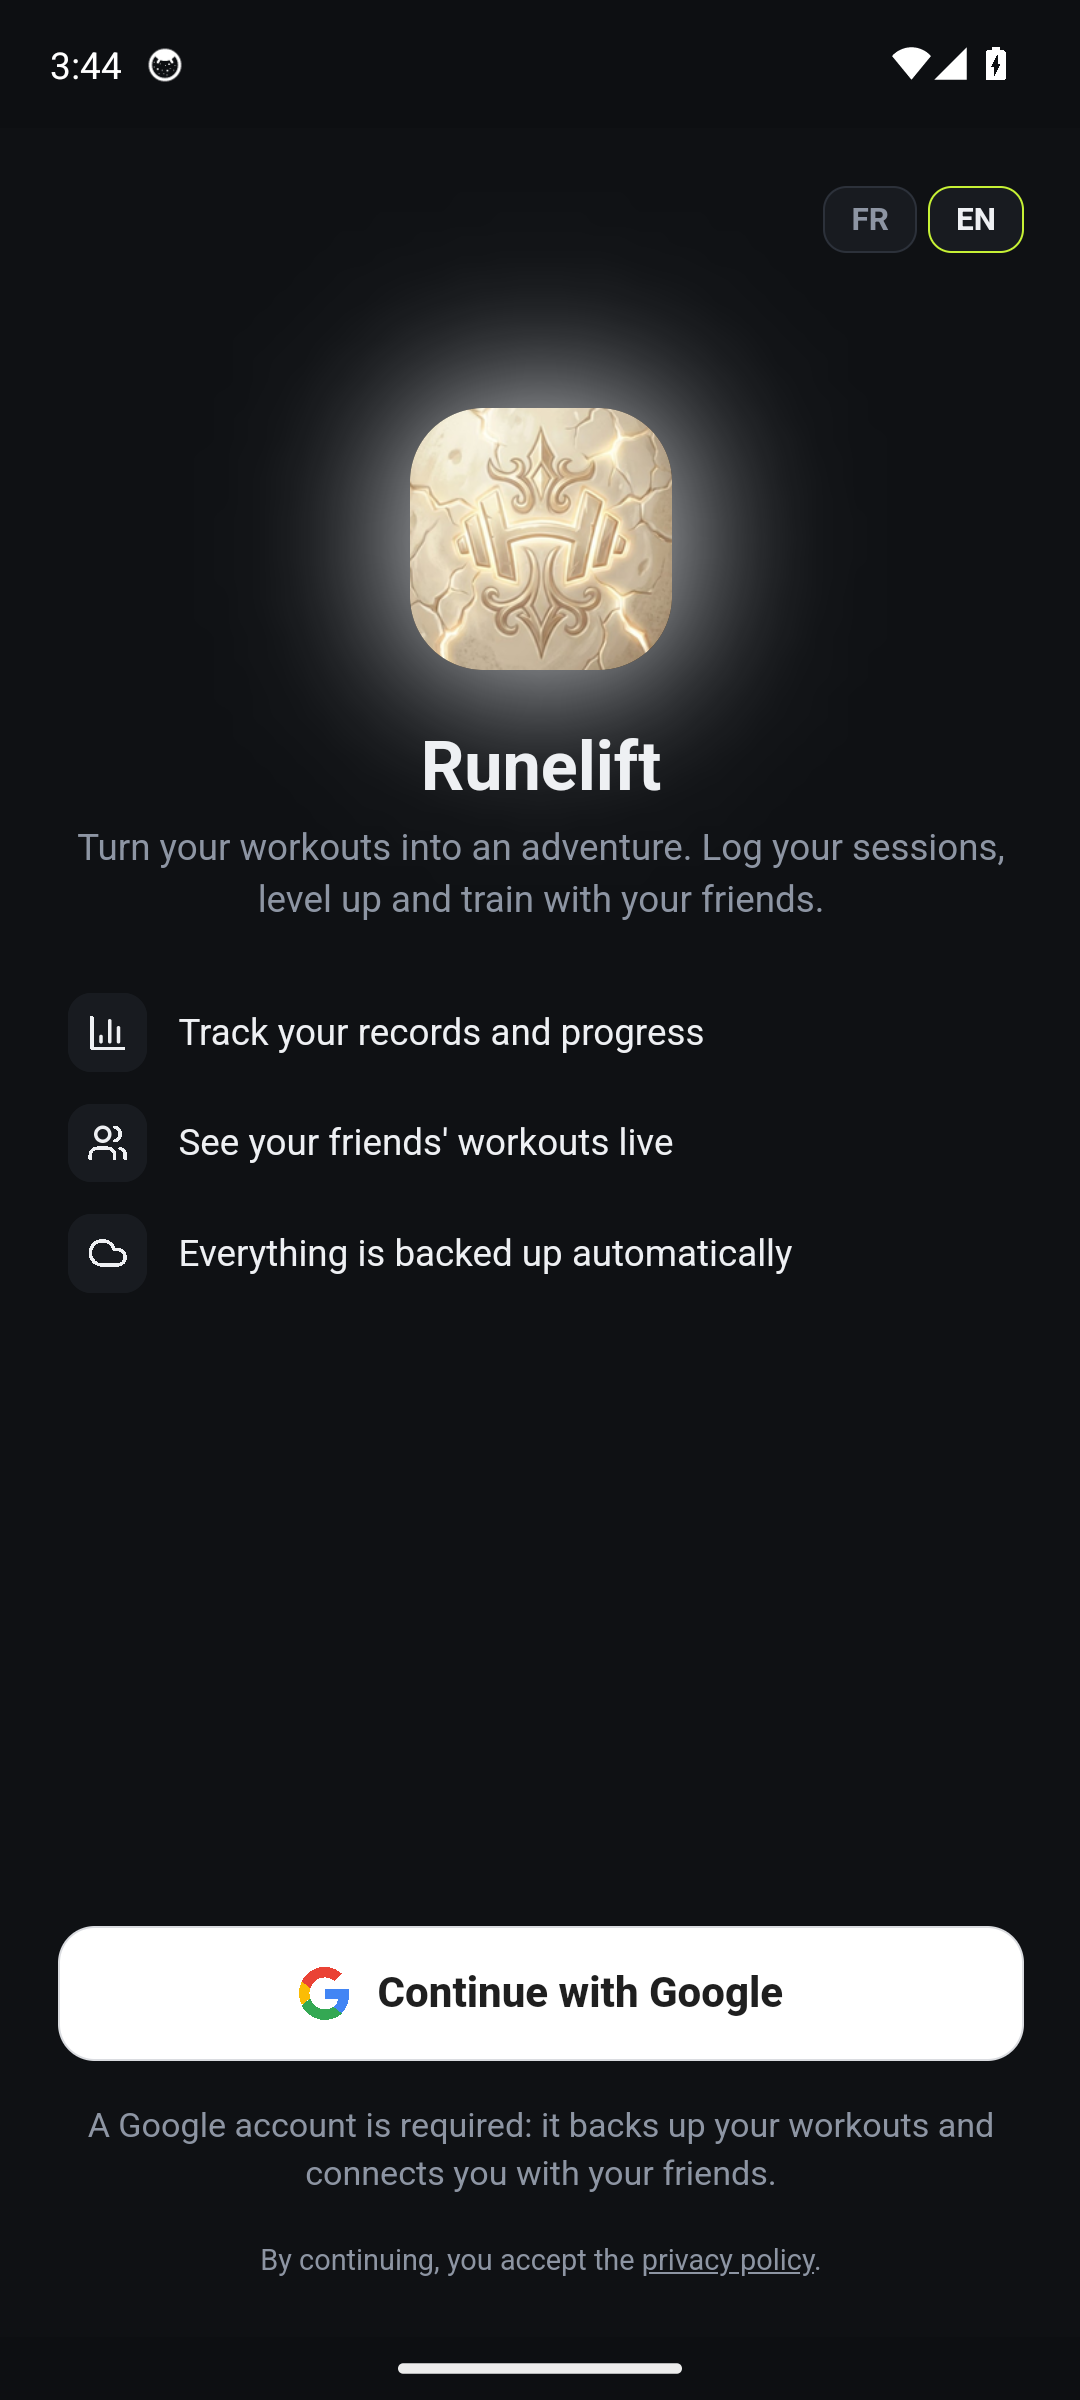 3:44
FR EN
Runelift
Turn your workouts into an adventure. Log your sessions,
level up and train with your friends.
Track your records and progress
See your friends' workouts live
Everything is backed up automatically
Continue with Google
A Google account is required: it backs up your workouts and
connects you with your friends.
By continuing, you accept the privacy policy.